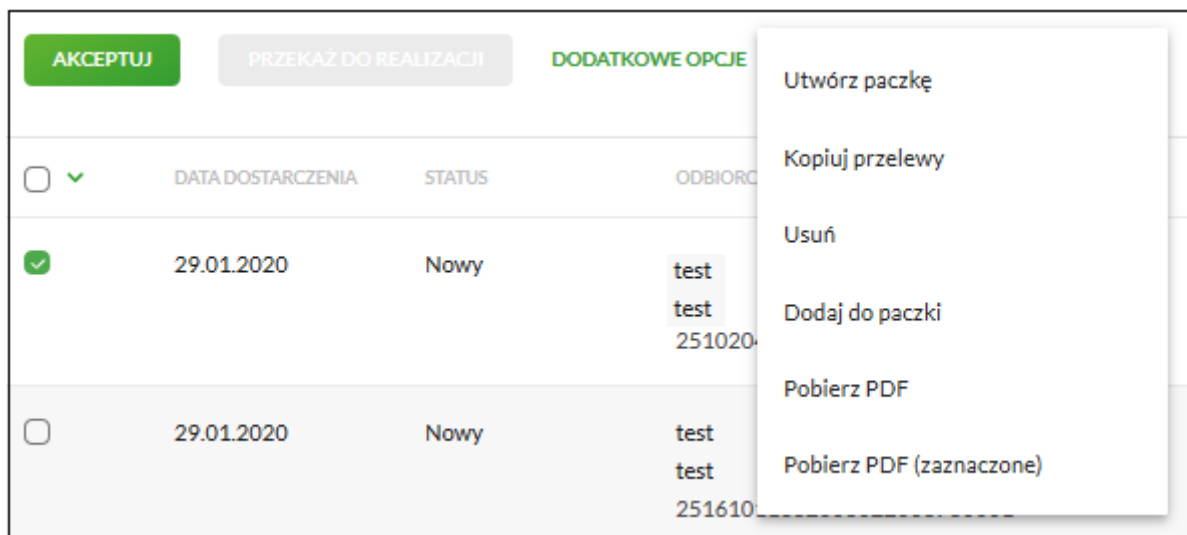 AKCEPTUJ PRZEKAŻ DO REALIZACJI DODATKOWE OPCJE
Utwórz paczkę
Kopiuj przelewy
DATA DOSTARCZENIA STATUS
Usuń
29.01.2020 Nowy test
test
Dodaj do paczki
Pobierz PDF
29.01.2020 Nowy test
test
Pobierz PDF (zaznaczone)